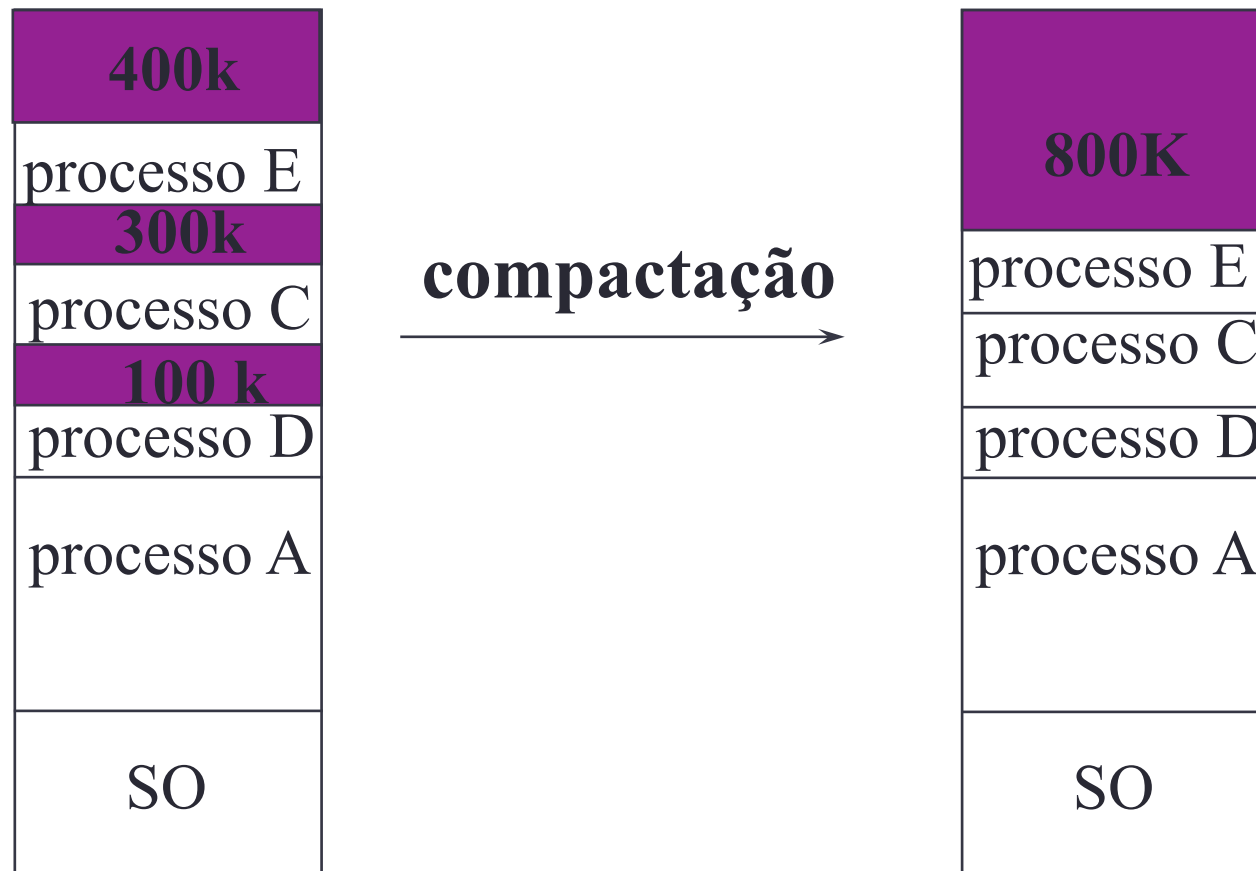 400k
processo E
300k
processo C
100 k
processo D
processo A
SO
compactação
800K
processo E
processo C
processo D
processo A
SO